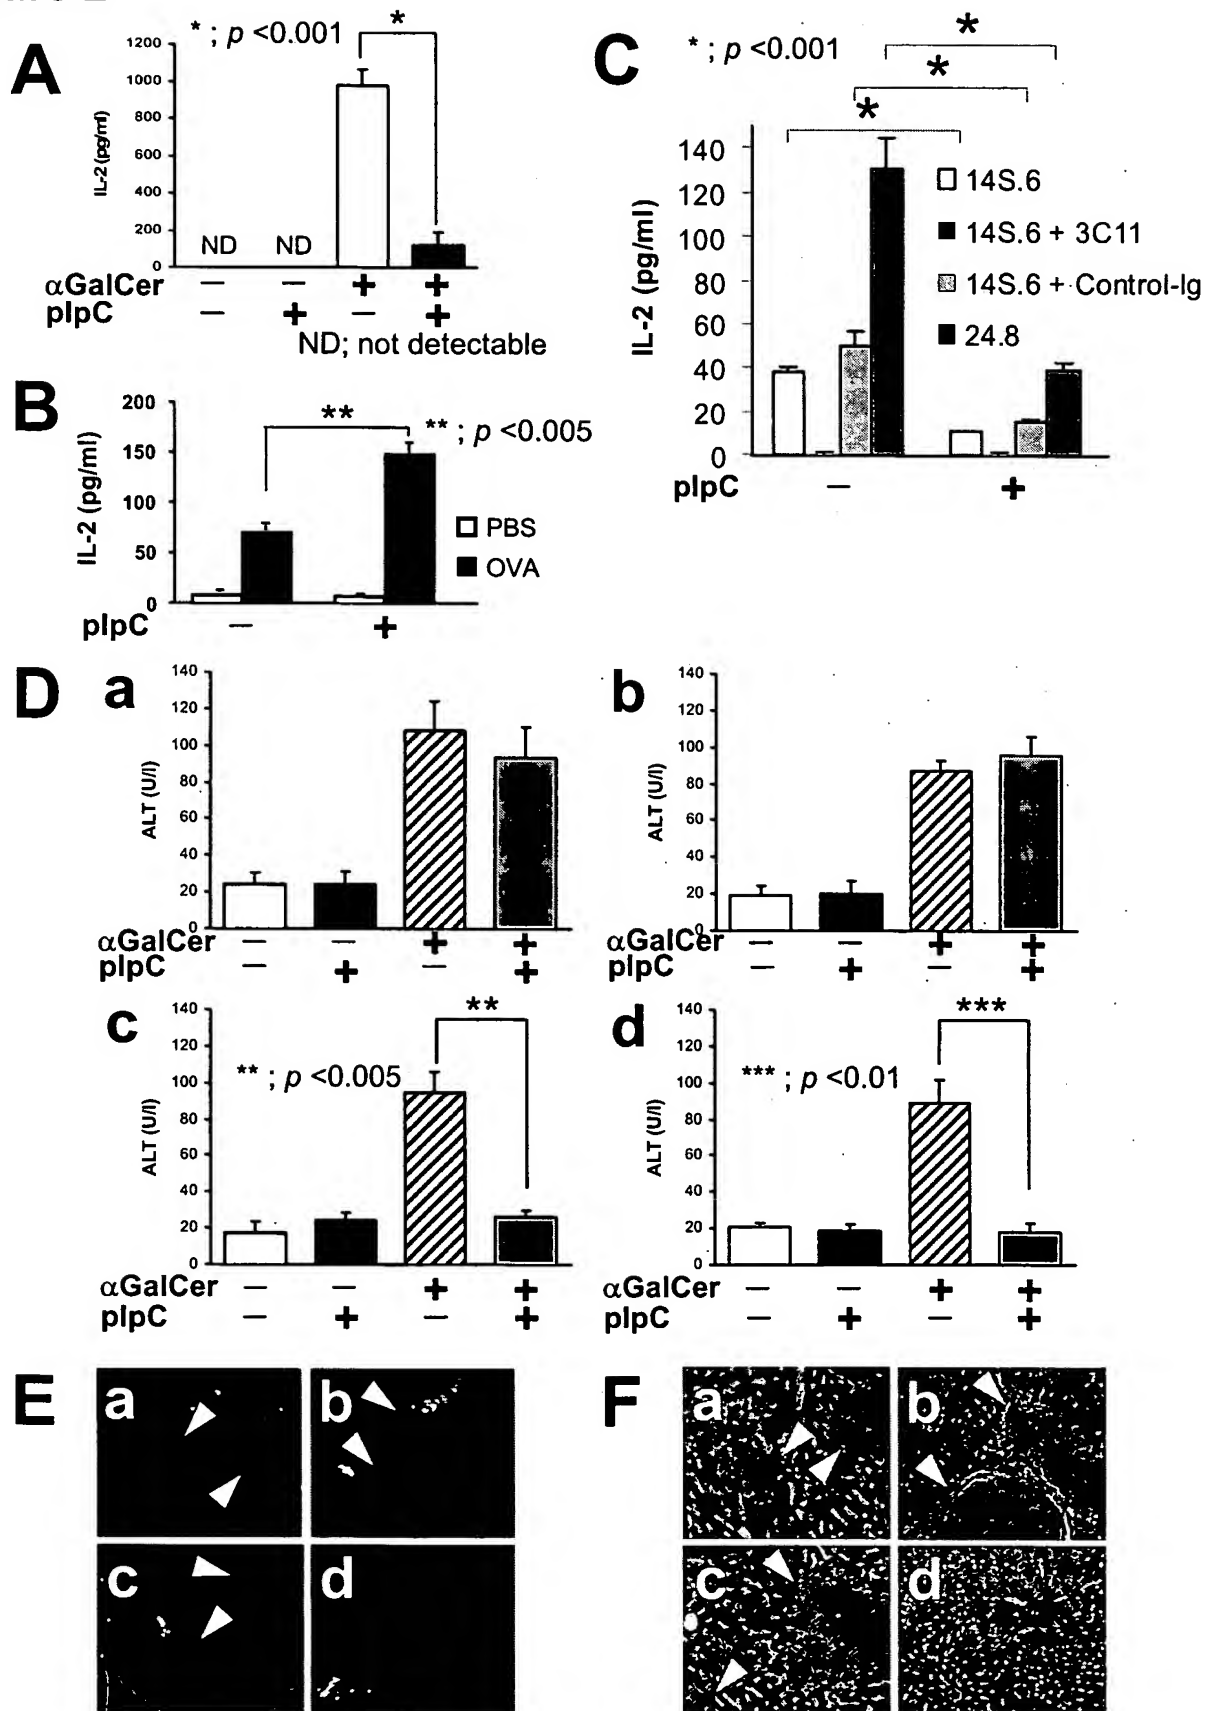 A
* ; p <0.001
*
IL-2 (pg/ml)
1200
1000
800
600
400
200
0
ND ND
αGalCer — — + +
pIpC — + — +
ND; not detectable
B
IL-2 (pg/ml)
200
150
100
50
0
**
** ; p <0.005
PBS
OVA
pIpC — +
C
* ; p <0.001
*
*
*
IL-2 (pg/ml)
140
120
100
80
60
40
20
0
14S.6
14S.6 + 3C11
14S.6 + Control-Ig
24.8
pIpC — +
D
a
ALT (U/l)
140
120
100
80
60
40
20
0
αGalCer — — + +
pIpC — + — +
b
ALT (U/l)
140
120
100
80
60
40
20
0
αGalCer — — + +
pIpC — + — +
c
ALT (U/l)
140
120
100
80
60
40
20
0
**
** ; p <0.005
αGalCer — — + +
pIpC — + — +
d
ALT (U/l)
140
120
100
80
60
40
20
0
***
*** ; p <0.01
αGalCer — — + +
pIpC — + — +
E
a b
c d
F
a b
c d